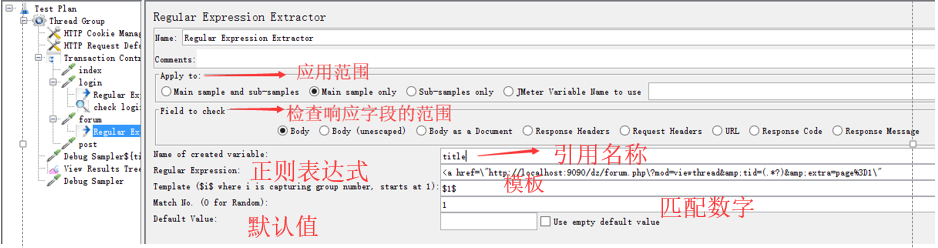 Test Plan
Thread Group
HTTP Cookie Manag
HTTP Request Defa
Transaction Contr
index
login
Regular Exp
check login
forum
Regular Ex
post
Debug Sampler${ti
View Results Tree
Debug Sampler
Regular Expression Extractor
Name: Regular Expression Extractor
Comments:
Apply to:
应用范围
Main sample and sub-samples Main sample only Sub-samples only JMeter Variable Name to use
Field to check
检查响应字段的范围
Body Body (unescaped) Body as a Document Response Headers Request Headers URL Response Code Response Message
Name of created variable: title
引用名称
Regular Expression: <a href=\"http://localhost:9090/dz/forum.php\?mod=viewthread&amp;tid=(.*?)&amp;extra=page%3D1\"
正则表达式
Template ($i$ where i is capturing group number, starts at 1): $1$
模板
Match No. (0 for Random): 1
匹配数字
Default Value: Use empty default value
默认值